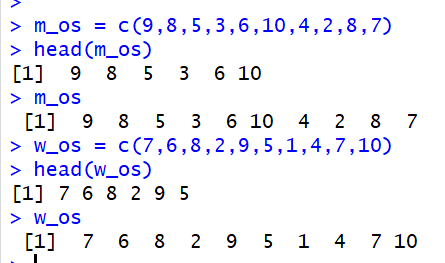 >
> m_os = c(9,8,5,3,6,10,4,2,8,7)
> head(m_os)
[1]  9  8  5  3  6 10
> m_os
 [1]  9  8  5  3  6 10  4  2  8  7
> w_os = c(7,6,8,2,9,5,1,4,7,10)
> head(w_os)
[1] 7 6 8 2 9 5
> w_os
 [1]  7  6  8  2  9  5  1  4  7 10
>